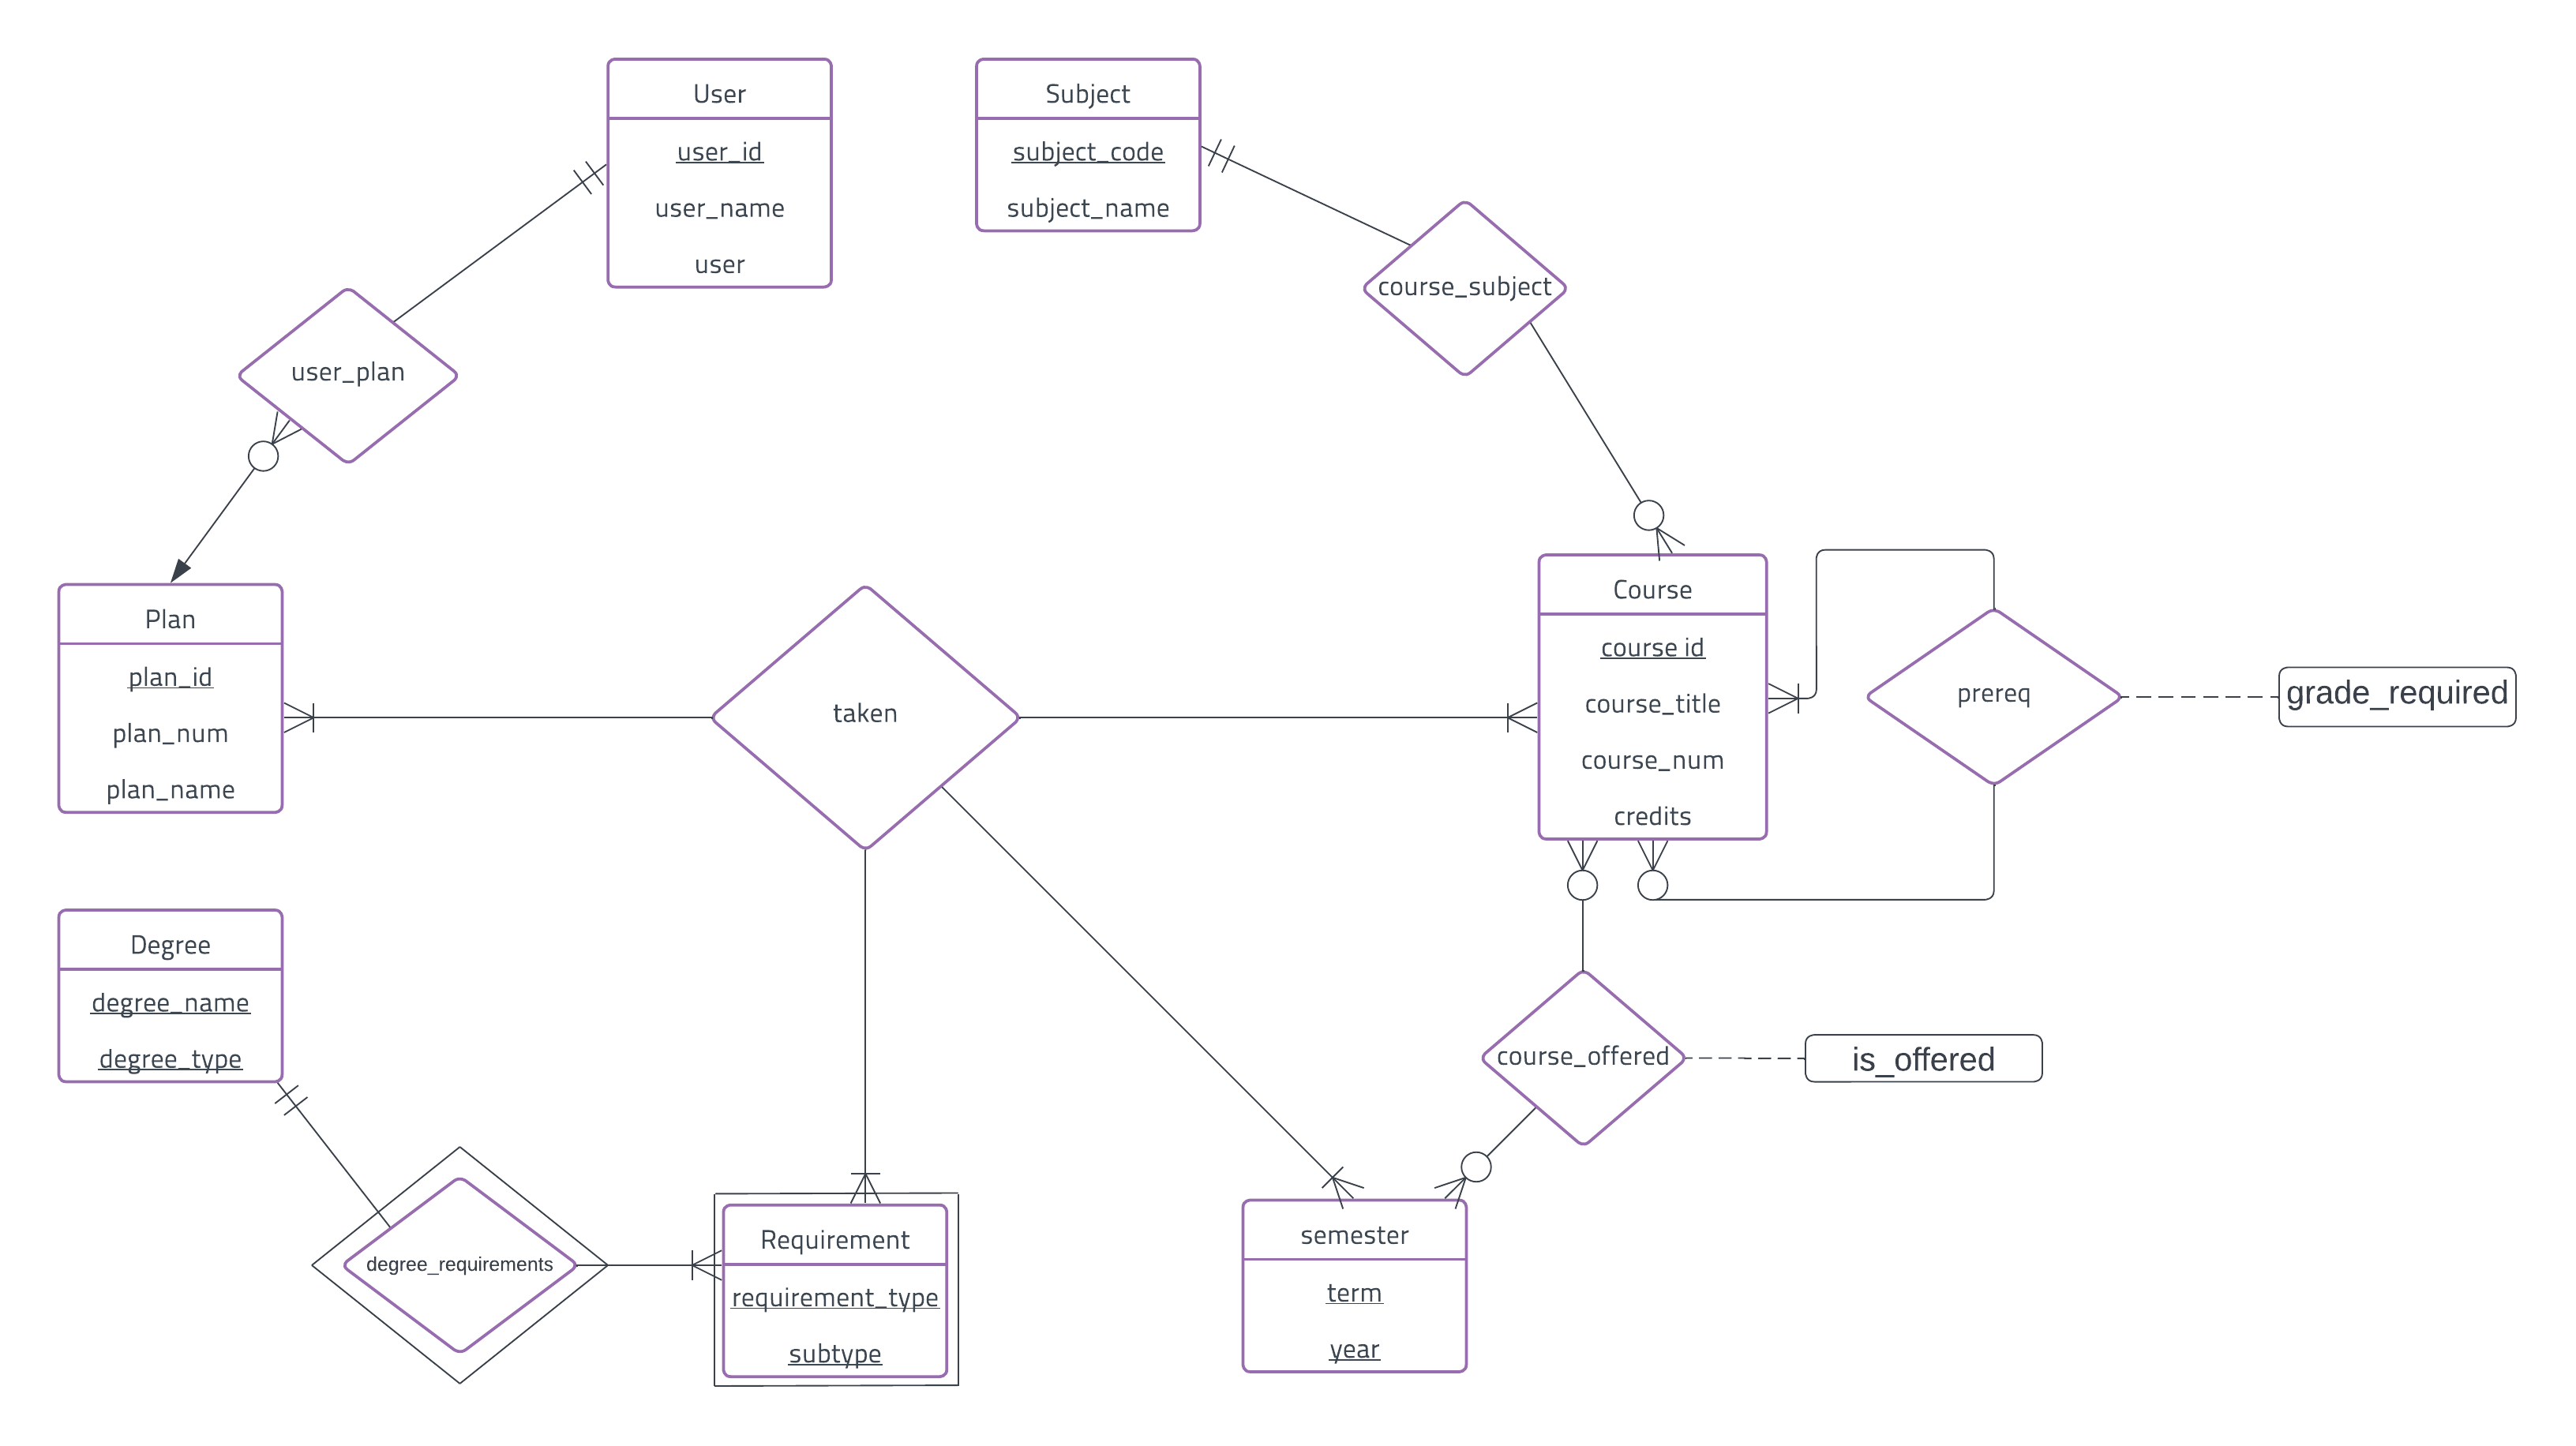 User
user_id
user_name
user
Subject
subject_code
subject_name
course_subject
user_plan
Plan
plan_id
plan_num
plan_name
taken
Course
course id
course_title
course_num
credits
prereq
grade_required
Degree
degree_name
degree_type
course_offered
is_offered
degree_requirements
Requirement
requirement_type
subtype
semester
term
year